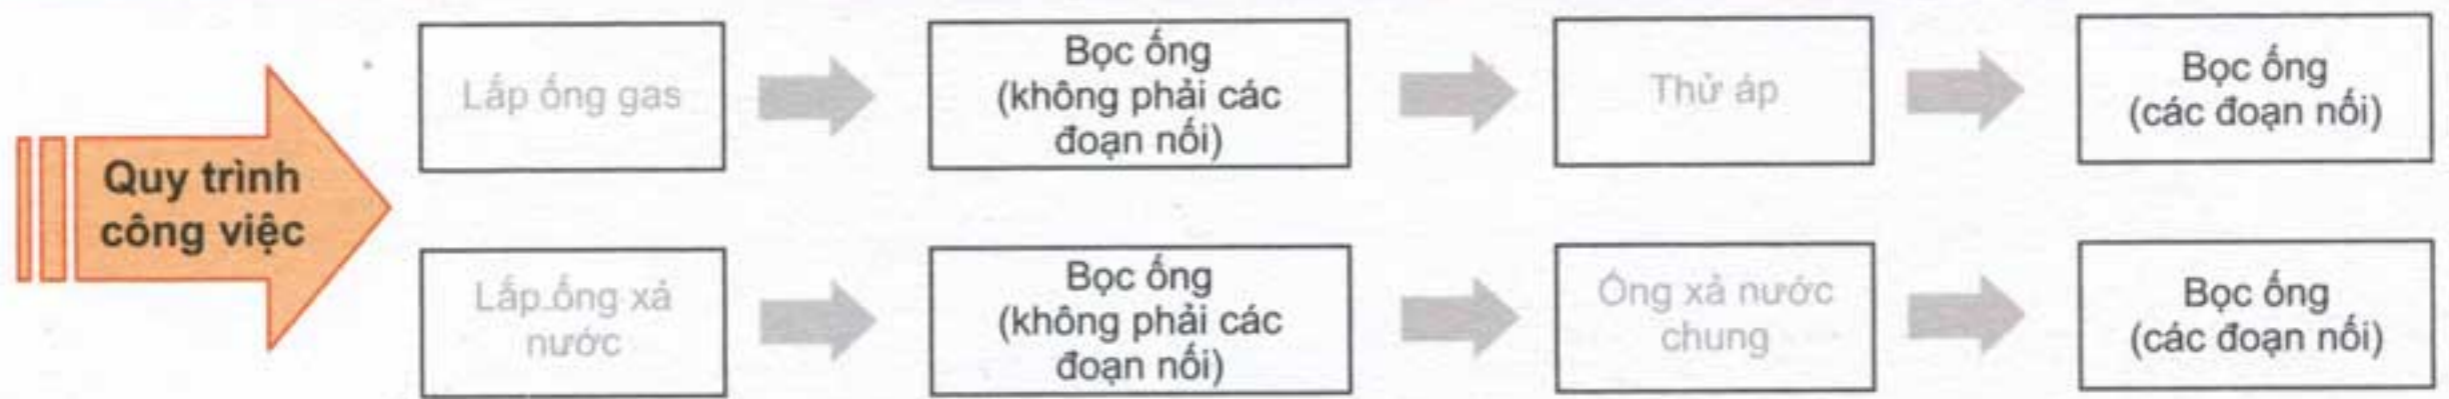 Quy trình
công việc
Lắp ống gas
Bọc ống
(không phải các
đoạn nối)
Thử áp
Bọc ống
(các đoạn nối)
Lắp ống xả
nước
Bọc ống
(không phải các
đoạn nối)
Ống xả nước
chung
Bọc ống
(các đoạn nối)